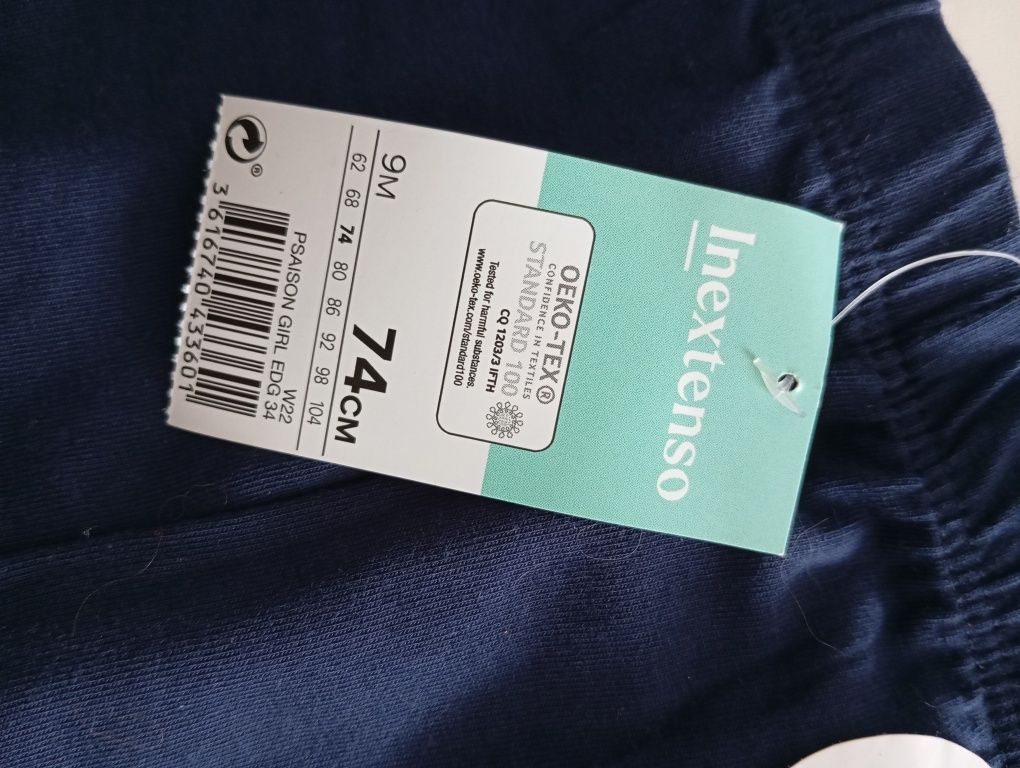 Inextenso
OEKO-TEX®
CONFIDENCE IN TEXTILES
STANDARD 100
CQ 1203/3 IFTH
Tested for harmful substances.
www.oeko-tex.com/standard100
9M 74CM
62 68 74 80 86 92 98 104
W22
PSAISON GIRL EDG 34
3 616740 433601
®